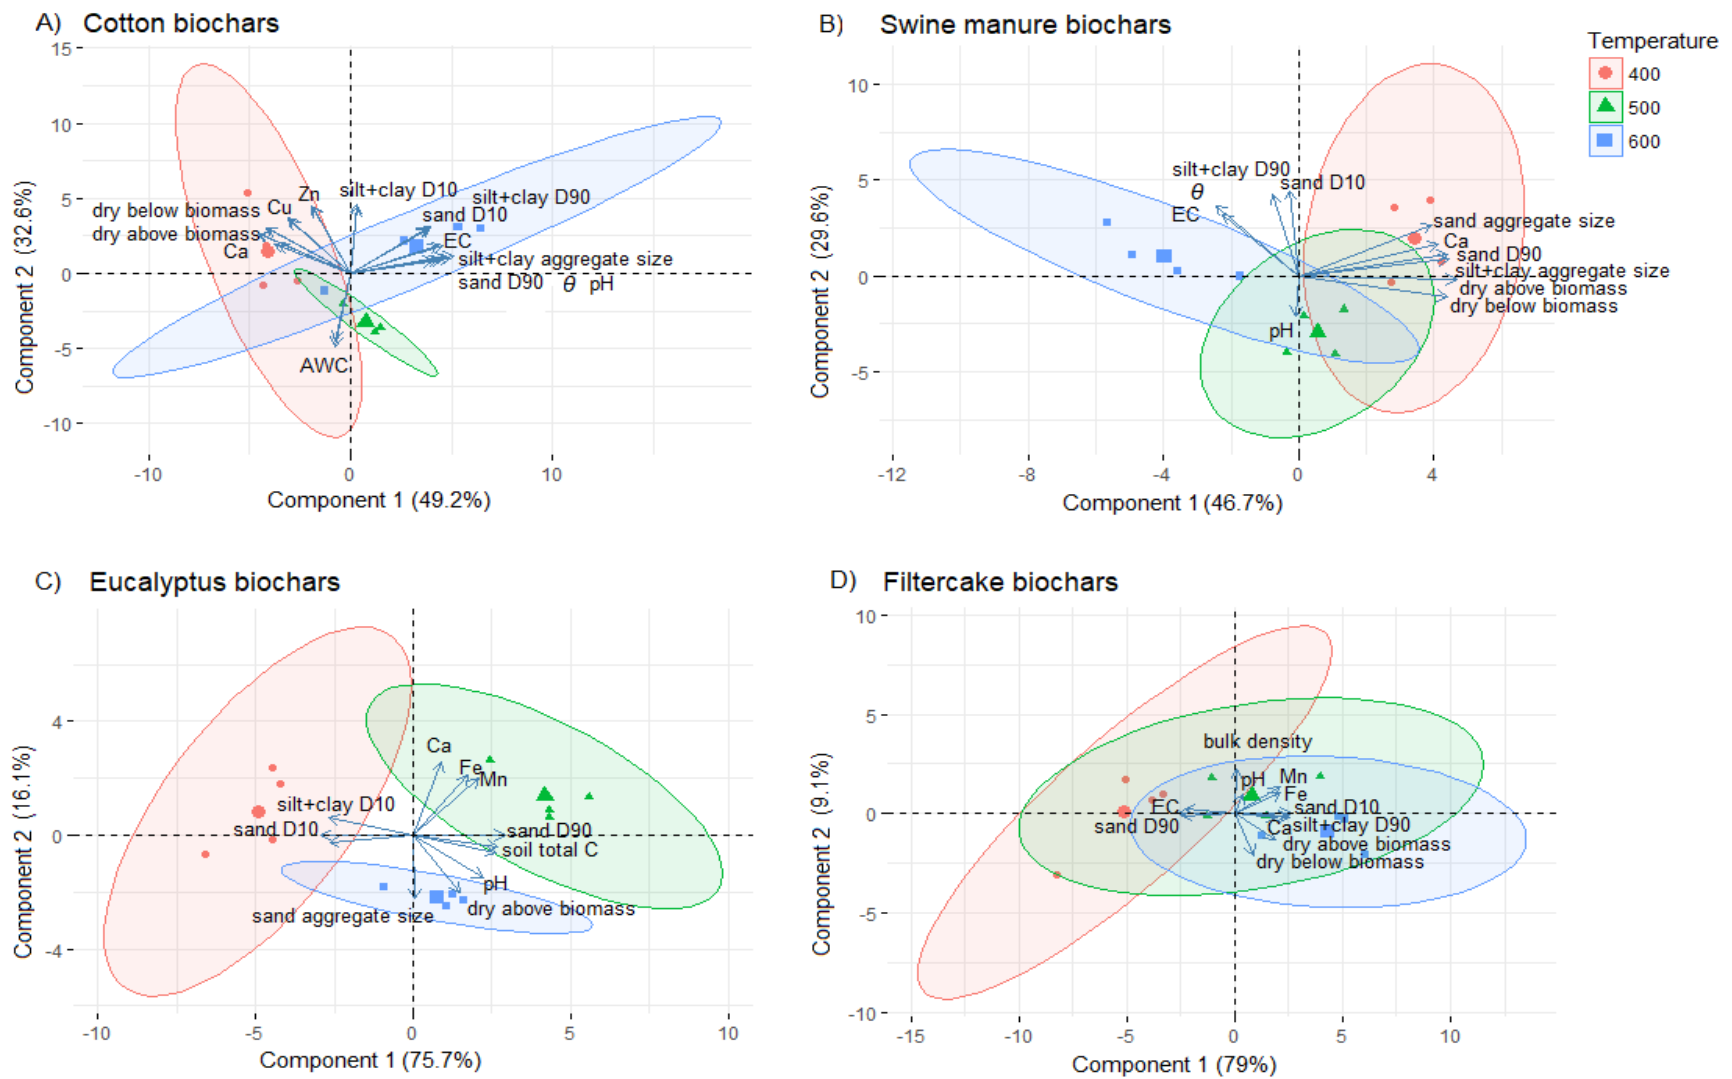 A) Cotton biochars
15
10
5
0
-5
-10
Component 2 (32.6%)
Zn
silt+clay D10
dry below biomass
Cu
silt+clay D90
sand D10
dry above biomass
Ca
EC
silt+clay aggregate size
sand D90 θ pH
AWC
-10 0 10
Component 1 (49.2%)
B) Swine manure biochars
10
5
0
-5
Component 2 (29.6%)
silt+clay D90
sand D10
θ
EC
sand aggregate size
Ca
sand D90
silt+clay aggregate size
dry above biomass
dry below biomass
pH
-12 -8 -4 0 4
Component 1 (46.7%)
Temperature
400
500
600
C) Eucalyptus biochars
4
0
-4
Component 2 (16.1%)
Ca
Fe
Mn
silt+clay D10
sand D10
sand D90
soil total C
pH
dry above biomass
sand aggregate size
-10 -5 0 5 10
Component 1 (75.7%)
D) Filtercake biochars
10
5
0
-5
-10
Component 2 (9.1%)
bulk density
pH
Mn
Fe
EC
sand D10
sand D90
Ca
silt+clay D90
dry above biomass
dry below biomass
-15 -10 -5 0 5 10
Component 1 (79%)